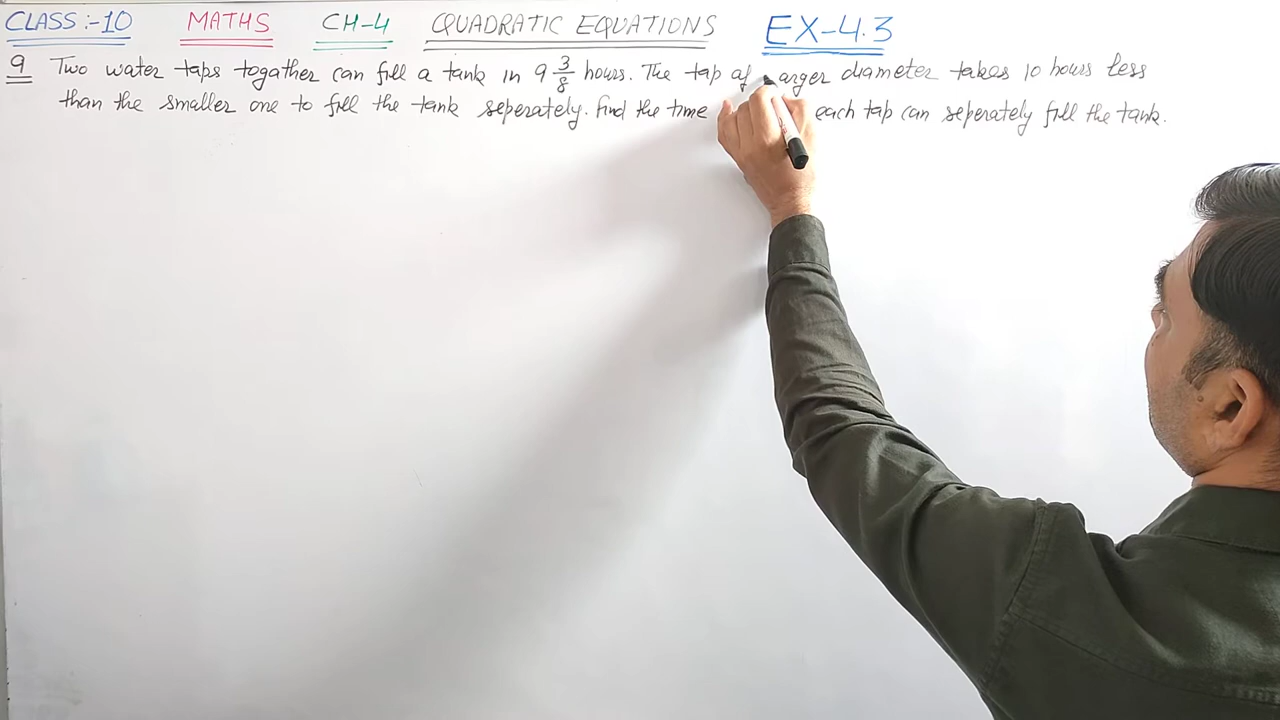 CLASS:-10 MATHS CH-4 QUADRATIC EQUATIONS EX-4.3
9 Two water taps togather can fill a tank in 9 3/8 hours. The tap of larger diameter takes 10 hours less
than the smaller one to fill the tank seperately. Find the time each tap can seperately fill the tank.